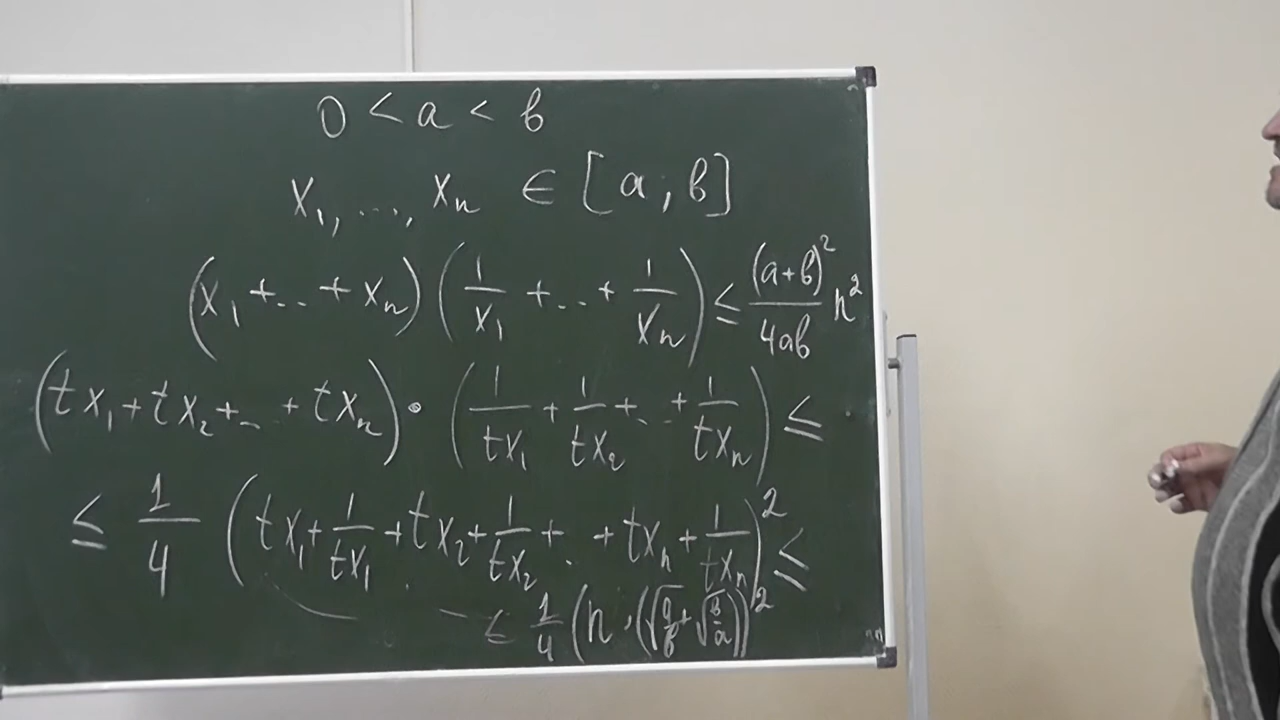 0 < a < b
x₁, ..., xₙ ∈ [a, b]
(x₁ + .. + xₙ) (1/x₁ + .. + 1/xₙ) ≤ (a+b)²/4ab n²
(tx₁ + tx₂ + .. + txₙ) • (1/tx₁ + 1/tx₂ + .. + 1/txₙ) ≤
≤ 1/4 (tx₁ + 1/tx₁ + tx₂ + 1/tx₂ + .. + txₙ + 1/txₙ)² ≤
≤ 1/4 (n · (√(a/b) + √(b/a)))²